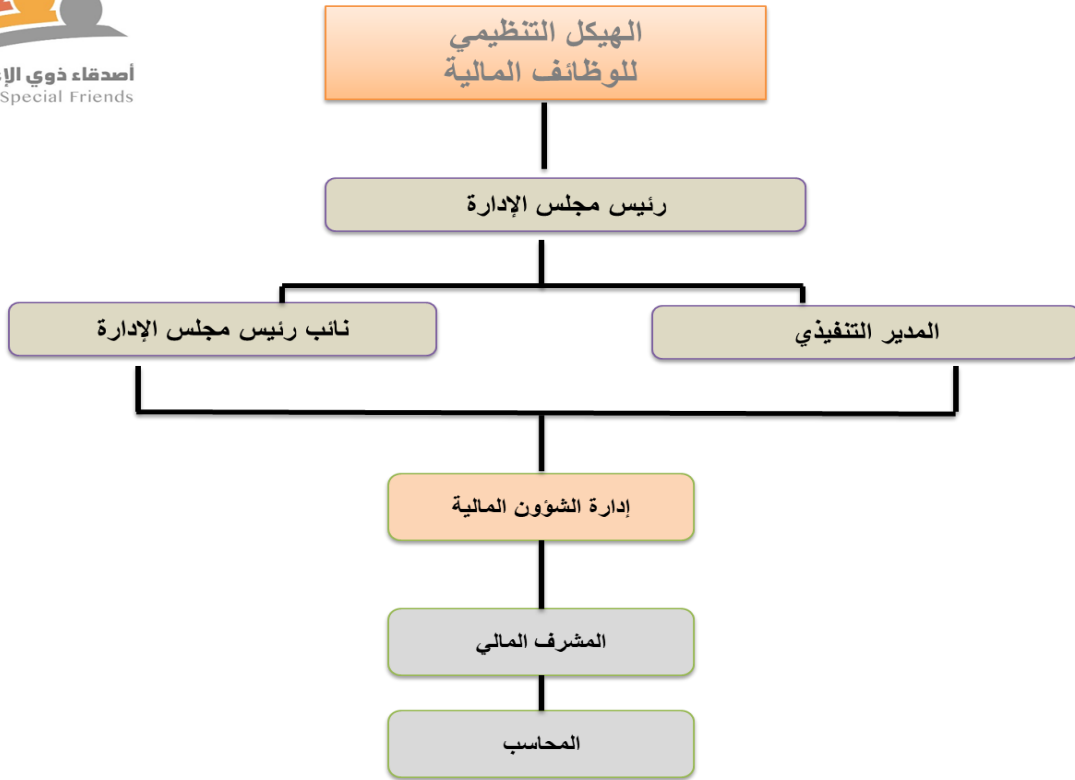 أصدقاء ذوي
Special Friends
الهيكل التنظيمي
للوظائف المالية
رئيس مجلس الإدارة
المدير التنفيذي
نائب رئيس مجلس الإدارة
إدارة الشؤون المالية
المشرف المالي
المحاسب